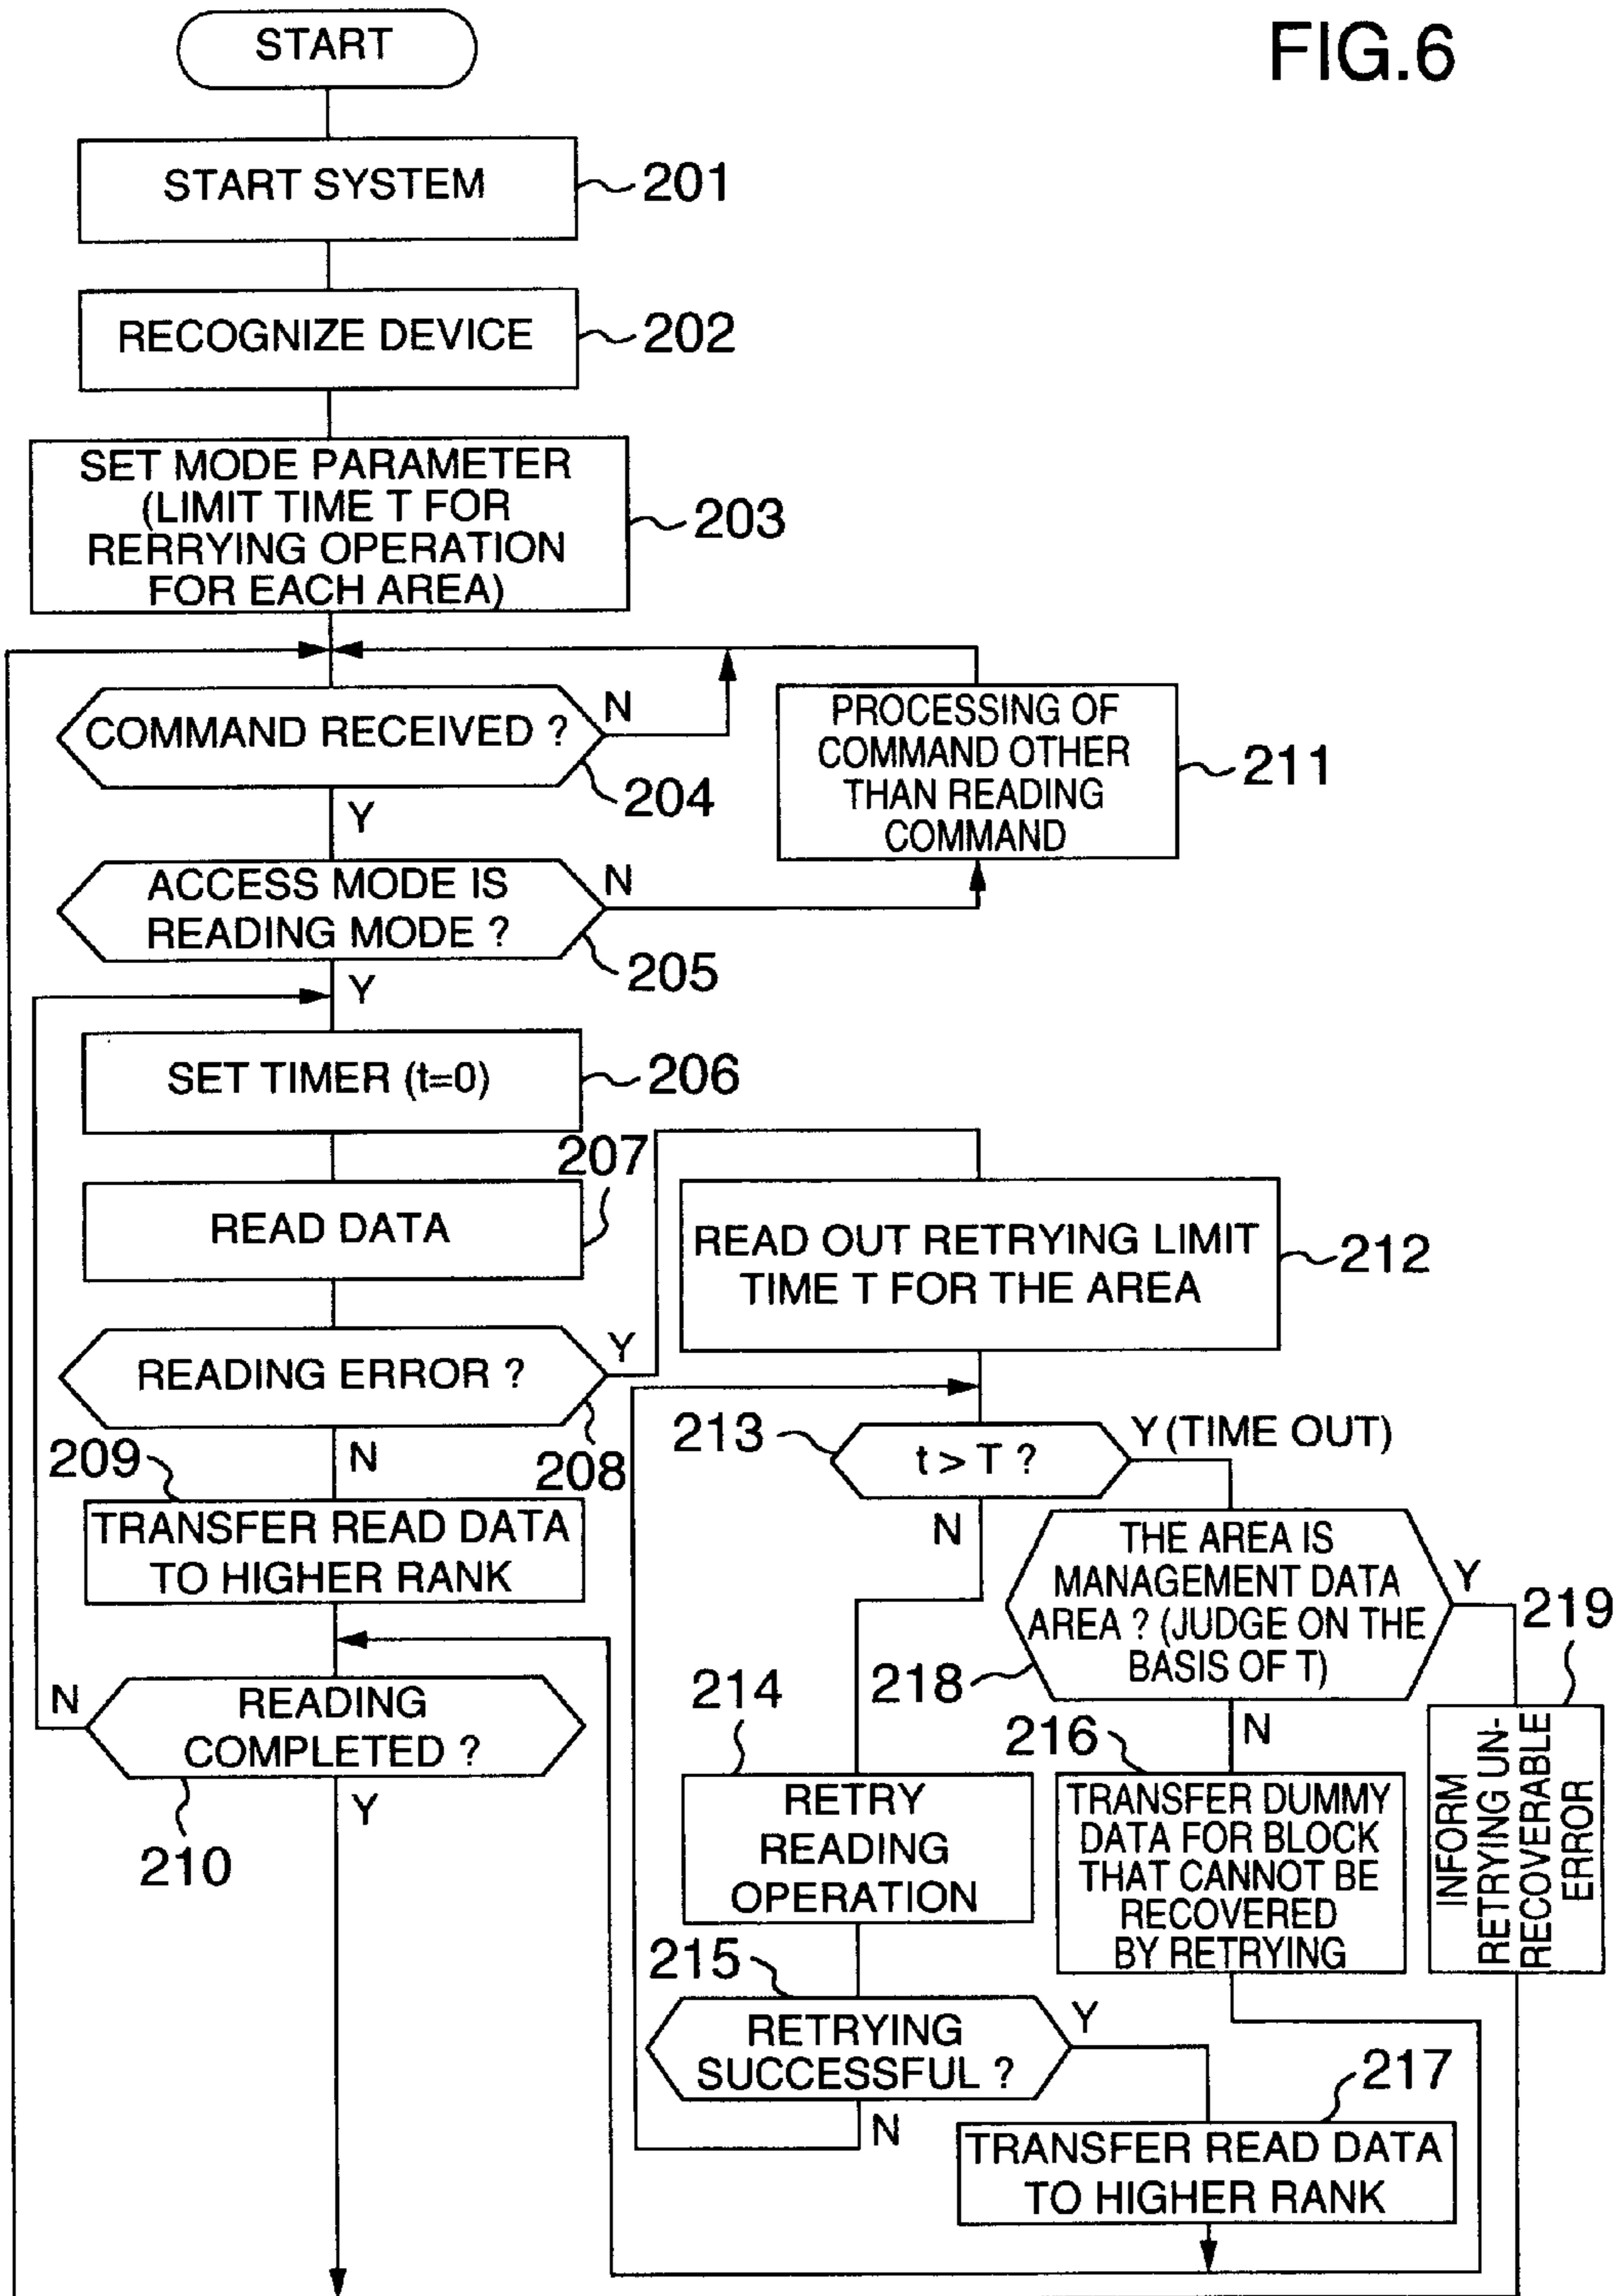 FIG.6
START
START SYSTEM
201
RECOGNIZE DEVICE
202
SET MODE PARAMETER
(LIMIT TIME T FOR
RERRYING OPERATION
FOR EACH AREA)
203
COMMAND RECEIVED ?
N
204
Y
PROCESSING OF
COMMAND OTHER
THAN READING
COMMAND
211
ACCESS MODE IS
READING MODE ?
N
205
Y
SET TIMER (t=0)
206
207
READ DATA
READ OUT RETRYING LIMIT
TIME T FOR THE AREA
212
READING ERROR ?
Y
208
N
213
t > T ?
Y (TIME OUT)
N
209
TRANSFER READ DATA
TO HIGHER RANK
THE AREA IS
MANAGEMENT DATA
AREA ? (JUDGE ON THE
BASIS OF T)
Y
218
N
219
INFORM
RETRYING UN-
RECOVERABLE
ERROR
N
READING
COMPLETED ?
210
Y
214
RETRY
READING
OPERATION
216
TRANSFER DUMMY
DATA FOR BLOCK
THAT CANNOT BE
RECOVERED
BY RETRYING
215
RETRYING
SUCCESSFUL ?
Y
N
217
TRANSFER READ DATA
TO HIGHER RANK